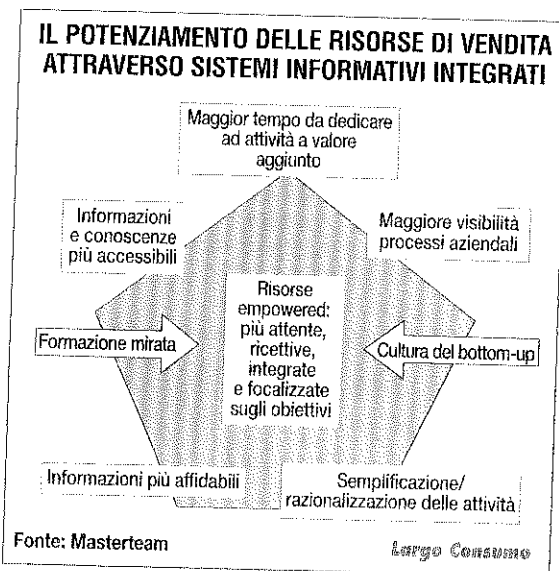 IL POTENZIAMENTO DELLE RISORSE DI VENDITA
ATTRAVERSO SISTEMI INFORMATIVI INTEGRATI
Maggior tempo da dedicare
ad attività a valore
aggiunto
Informazioni
e conoscenze
più accessibili
Maggiore visibilità
processi aziendali
Risorse
empowered:
più attente,
ricettive,
integrate
e focalizzate
sugli obiettivi
Formazione mirata
Cultura del bottom-up
Informazioni più affidabili
Semplificazione/
razionalizzazione delle attività
Fonte: Masterteam
Largo Consumo